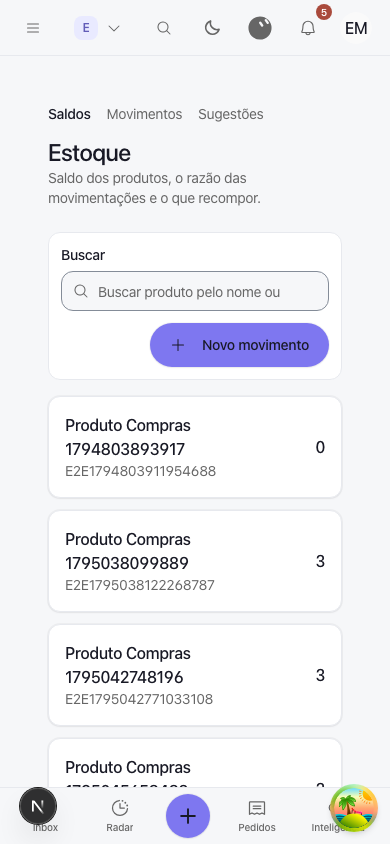 E
5
EM
Saldos Movimentos Sugestões
Estoque
Saldo dos produtos, o razão das
movimentações e o que recompor.
Buscar
Buscar produto pelo nome ou
Novo movimento
Produto Compras
1794803893917
0
E2E1794803911954688
Produto Compras
1795038099889
3
E2E1795038122268787
Produto Compras
1795042748196
3
E2E1795042771033108
Produto Compras
N
Inbox Radar Pedidos